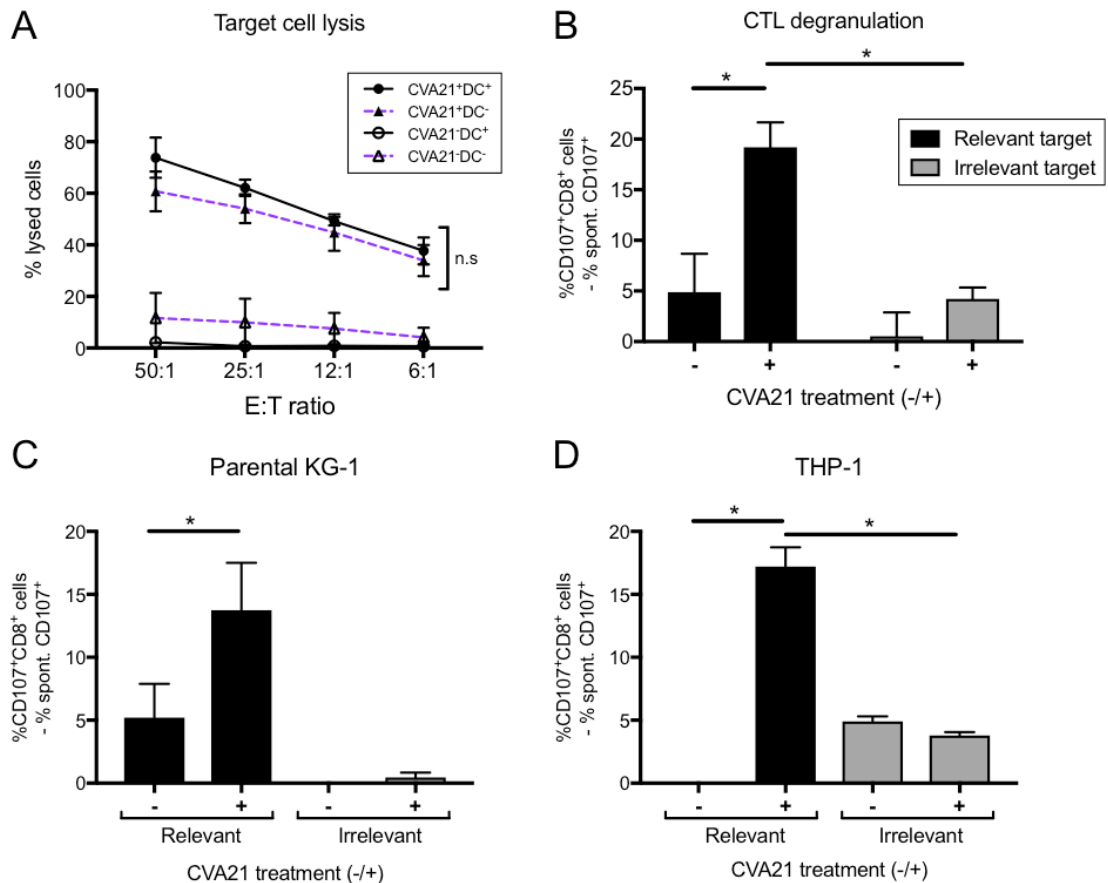 A
Target cell lysis
CVA21⁺DC⁺
CVA21⁺DC⁻
CVA21⁻DC⁺
CVA21⁻DC⁻
100
80
60
40
20
0
% lysed cells
n.s
50:1
25:1
12:1
6:1
E:T ratio
B
CTL degranulation
*
*
25
20
15
10
5
0
%CD107⁺CD8⁺ cells
- % spont. CD107⁺
Relevant target
Irrelevant target
-
+
-
+
CVA21 treatment (-/+)
C
Parental KG-1
*
20
15
10
5
0
%CD107⁺CD8⁺ cells
- % spont. CD107⁺
-
+
-
+
Relevant
Irrelevant
CVA21 treatment (-/+)
D
THP-1
*
*
20
15
10
5
0
%CD107⁺CD8⁺ cells
- % spont. CD107⁺
-
+
-
+
Relevant
Irrelevant
CVA21 treatment (-/+)